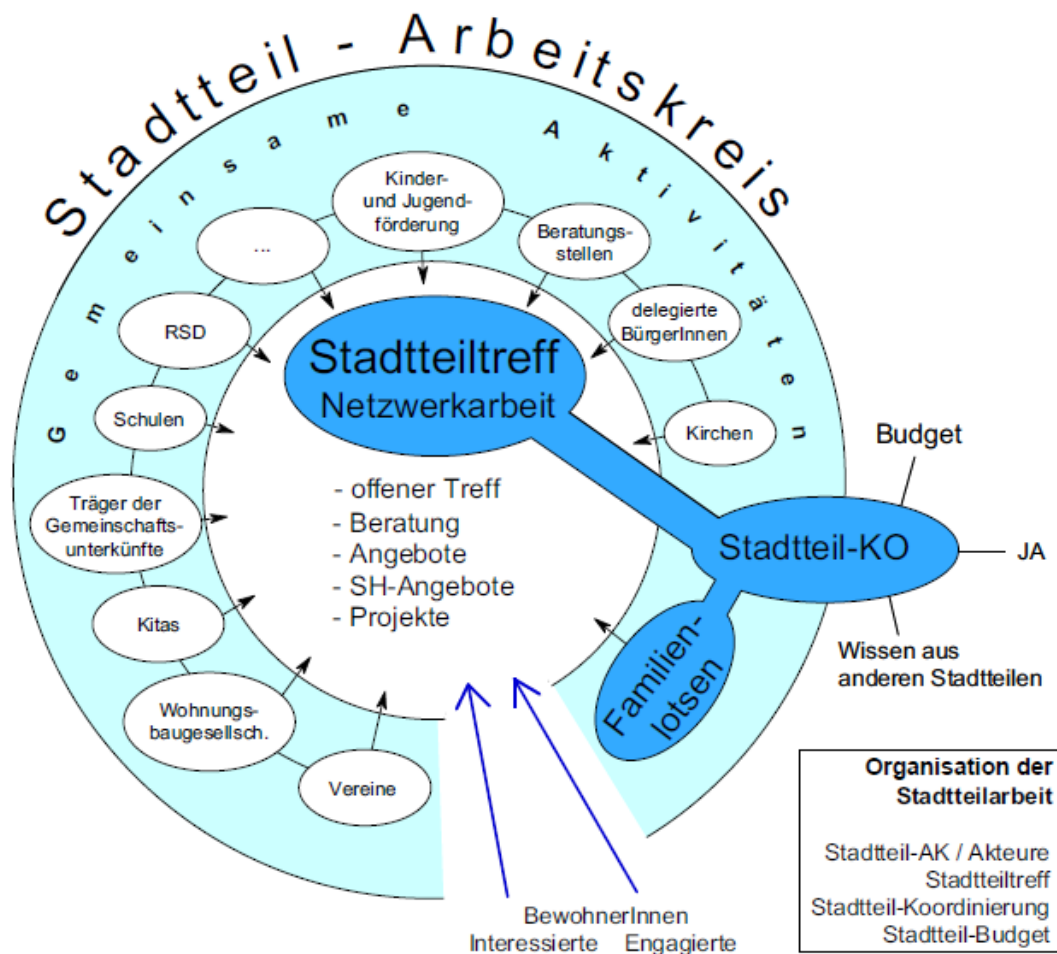 Stadtteil - Arbeitskreis
Gemeinsame Aktivitäten
Kinder-
und Jugend-
förderung
...
Beratungs-
stellen
RSD
delegierte
BürgerInnen
Stadtteiltreff
Netzwerkarbeit
Schulen
Kirchen
Budget
- offener Treff
- Beratung
- Angebote
- SH-Angebote
- Projekte
Träger der
Gemeinschafts-
unterkünfte
Stadtteil-KO
JA
Kitas
Familien-
lotsen
Wissen aus
anderen Stadtteilen
Wohnungs-
baugesellsch.
Vereine
Organisation der
Stadtteilarbeit
Stadtteil-AK / Akteure
Stadtteiltreff
Stadtteil-Koordinierung
Stadtteil-Budget
BewohnerInnen
Interessierte Engagierte